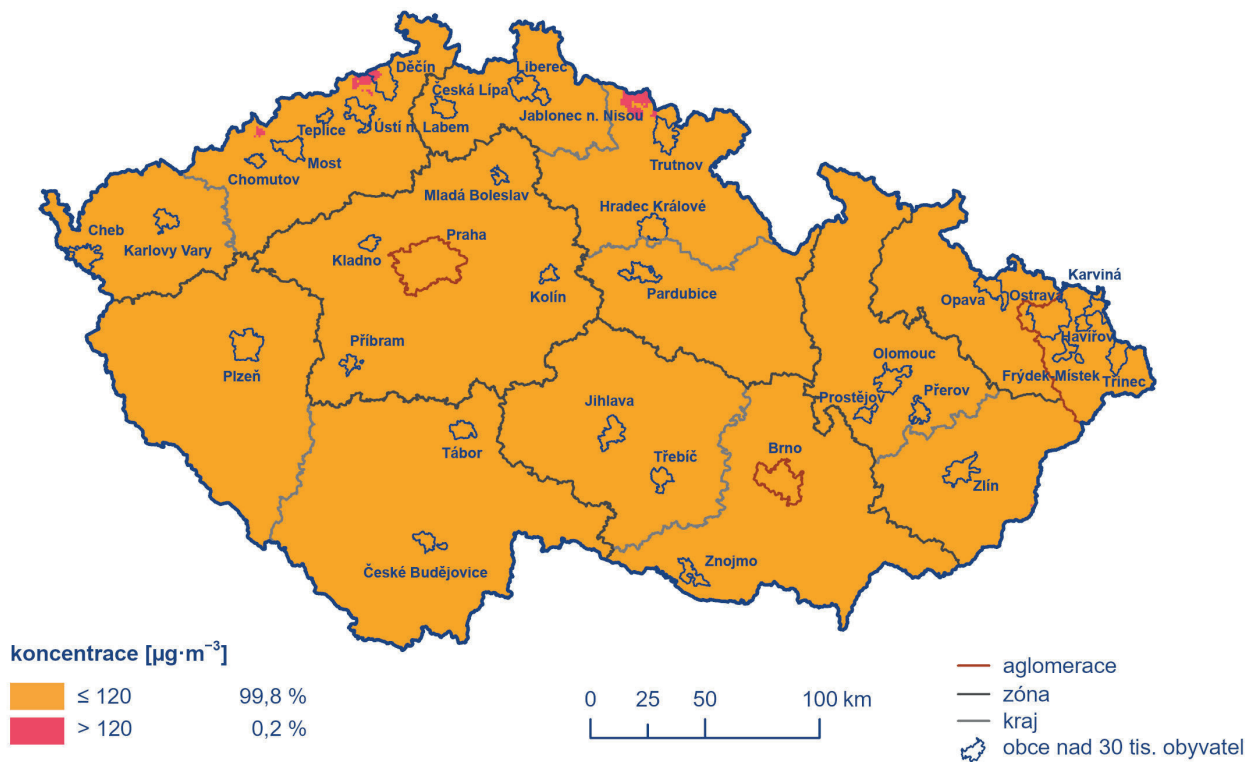 Děčín
Liberec
Česká Lípa
Jablonec n. Nisou
Teplice
Ústí n. Labem
Most
Chomutov
Trutnov
Mladá Boleslav
Hradec Králové
Cheb
Karlovy Vary
Praha
Kladno
Kolín
Pardubice
Karviná
Opava
Ostrava
Havířov
Příbram
Plzeň
Olomouc
Frýdek-Místek
Třinec
Prostějov
Přerov
Jihlava
Tábor
Třebíč
Brno
Zlín
České Budějovice
Znojmo
koncentrace [µg·m⁻³]
≤ 120 99,8 %
> 120 0,2 %
0 25 50 100 km
aglomerace
zóna
kraj
obce nad 30 tis. obyvatel